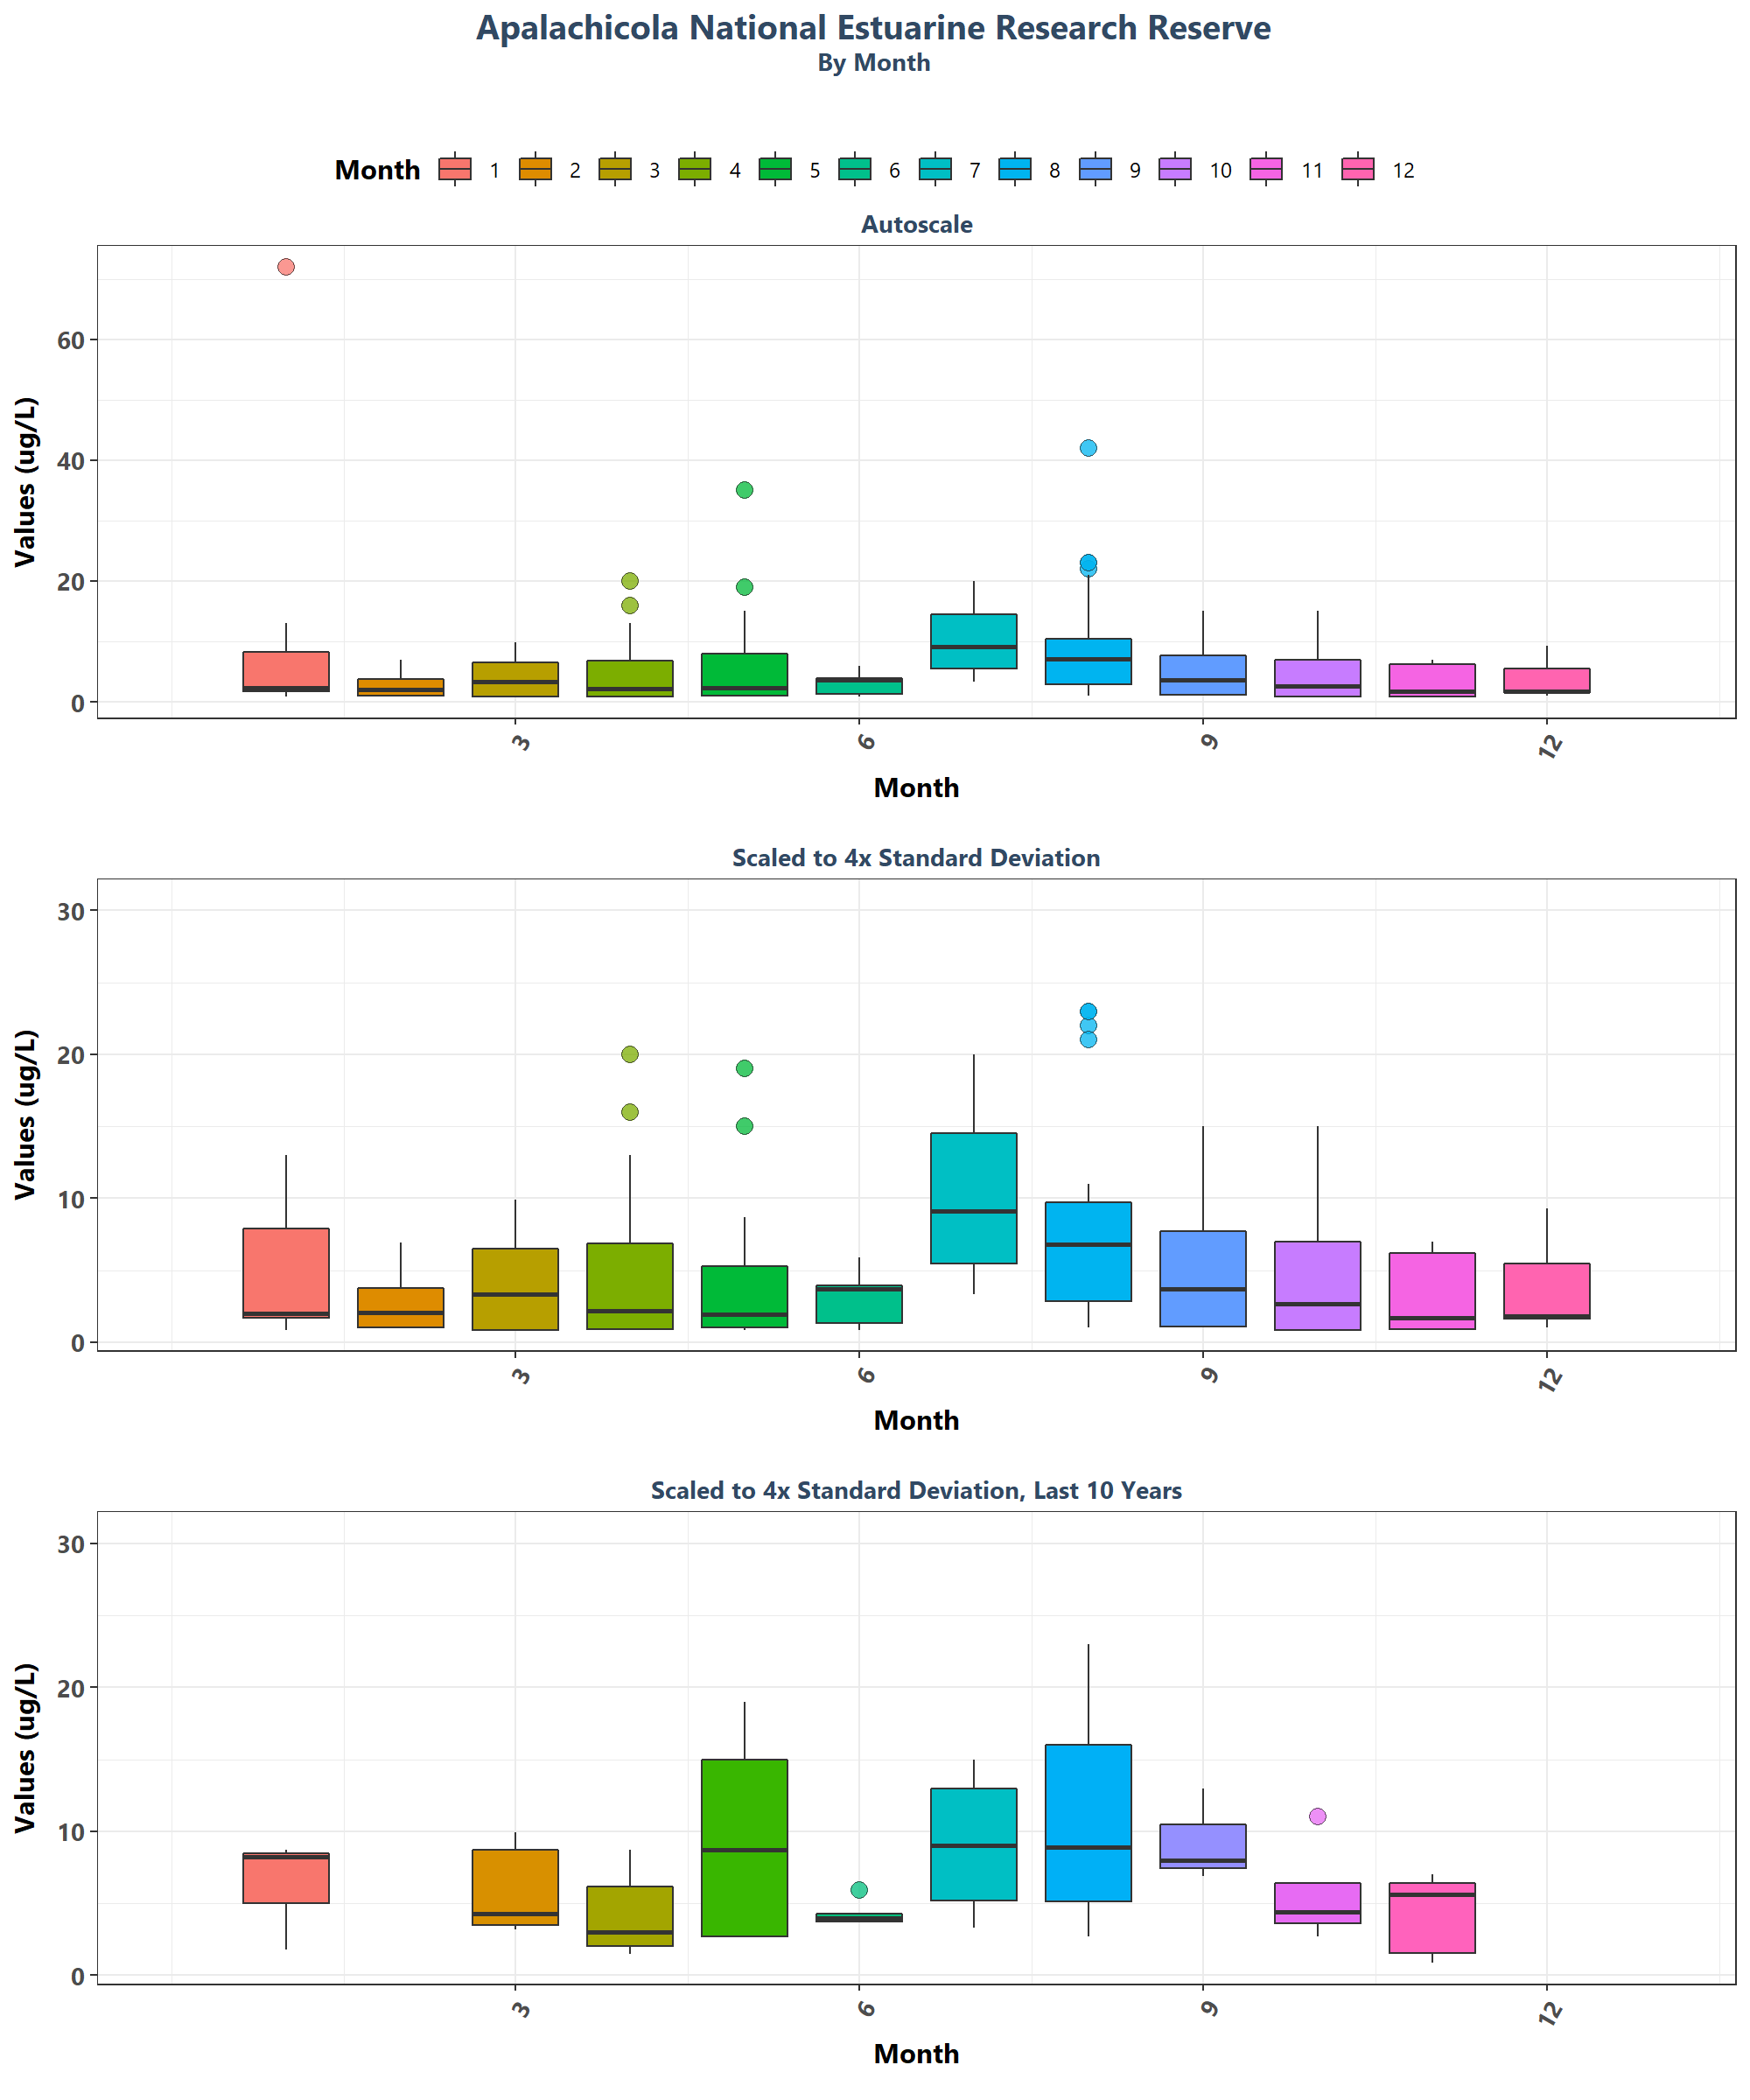 Apalachicola National Estuarine Research Reserve
By Month
Month 1 2 3 4 5 6 7 8 9 10 11 12
Autoscale
Values (ug/L)
60
40
20
0
3 6 9 12
Month
Scaled to 4x Standard Deviation
Values (ug/L)
30
20
10
0
3 6 9 12
Month
Scaled to 4x Standard Deviation, Last 10 Years
Values (ug/L)
30
20
10
0
3 6 9 12
Month